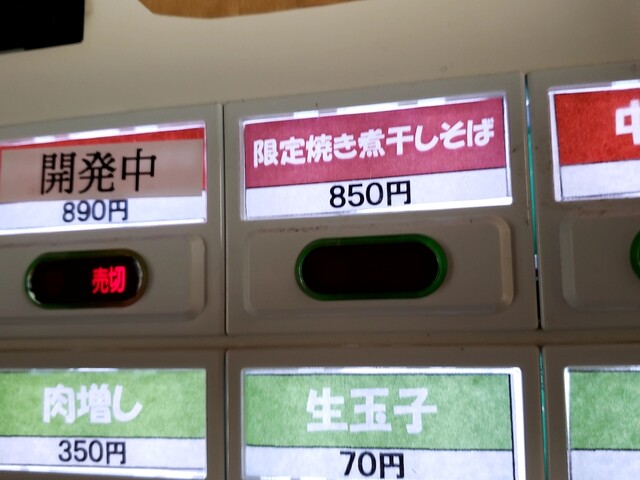 開発中
890円
売切
限定焼き煮干しそば
850円
中
肉増し
350円
生玉子
70円